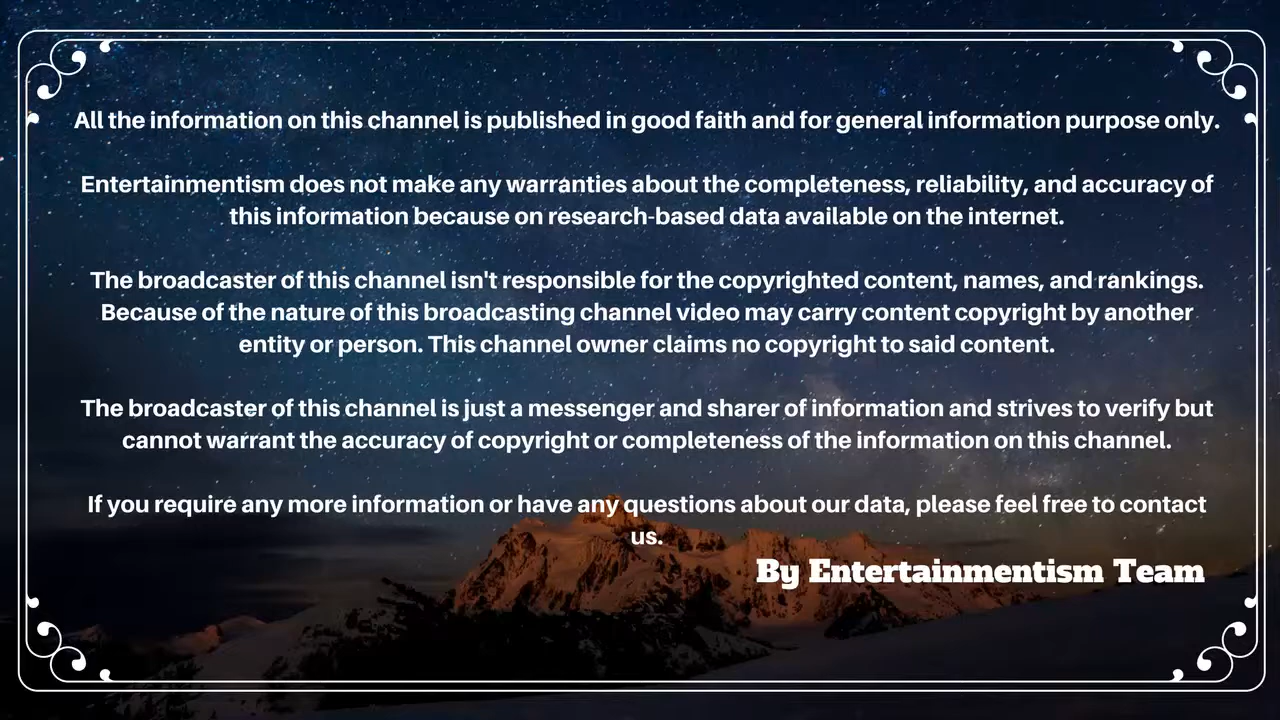 All the information on this channel is published in good faith and for general information purpose only.
Entertainmentism does not make any warranties about the completeness, reliability, and accuracy of
this information because on research-based data available on the internet.
The broadcaster of this channel isn't responsible for the copyrighted content, names, and rankings.
Because of the nature of this broadcasting channel video may carry content copyright by another
entity or person. This channel owner claims no copyright to said content.
The broadcaster of this channel is just a messenger and sharer of information and strives to verify but
cannot warrant the accuracy of copyright or completeness of the information on this channel.
If you require any more information or have any questions about our data, please feel free to contact
us.
By Entertainmentism Team